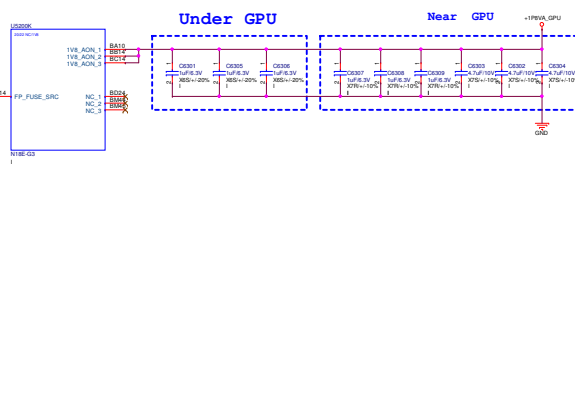 Under GPU
Near GPU
+1P8VA_GPU
U5200K
1V8_AON_1
BA10
1V8_AON_2
BB14
1V8_AON_3
BC14
14
FP_FUSE_SRC
NC_1
BD24
NC_2
NC_3
N18E-G3
I
C6301
1uF/6.3V
X6S/+/-20%
I
C6305
1uF/6.3V
X6S/+/-20%
I
C6306
1uF/6.3V
X6S/+/-20%
I
C6307
1uF/6.3V
X7R/+/-10%
I
C6308
1uF/6.3V
X7R/+/-10%
I
C6309
1uF/6.3V
X7R/+/-10%
I
C6303
4.7uF/10V
X7S/+/-10%
I
C6302
4.7uF/10V
X7S/+/-10%
I
C6304
4.7uF/10V
X7S/+/-10%
I
GND